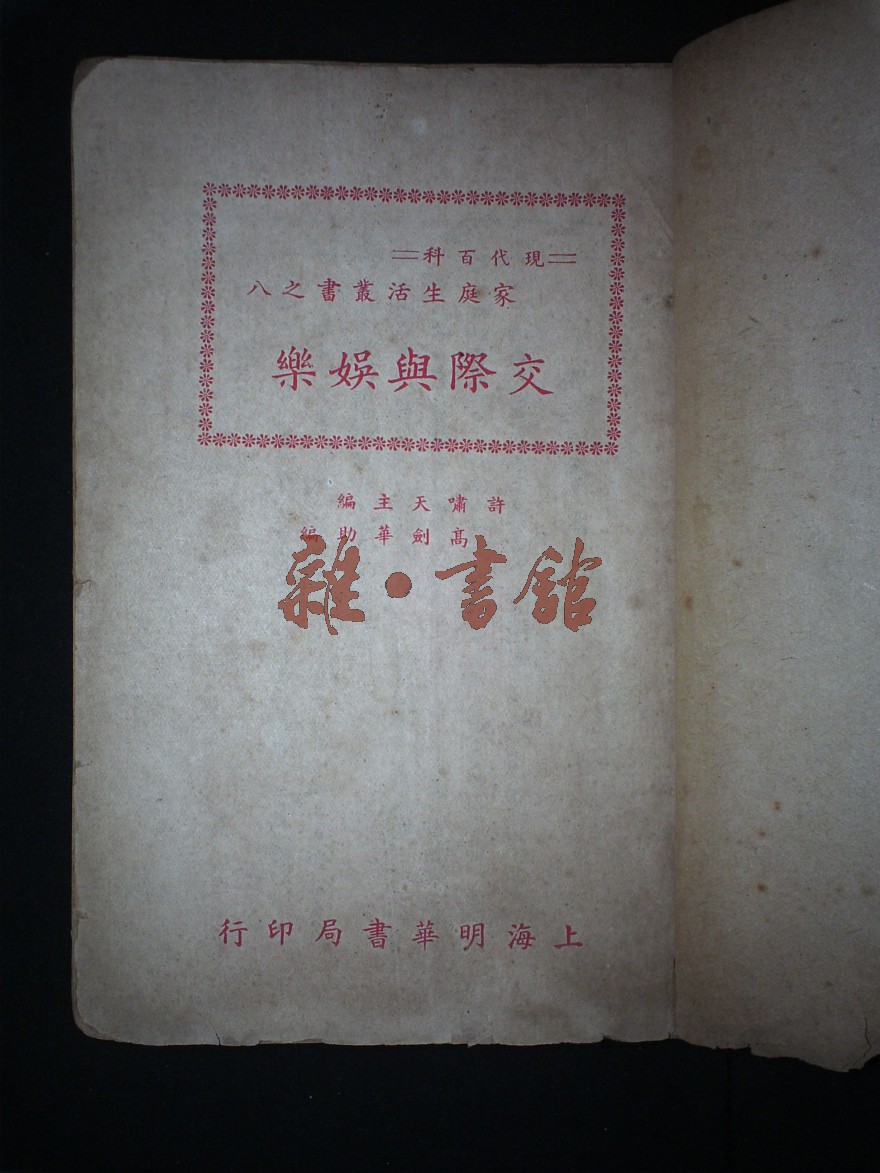 現代百科
家庭生活叢書之八
交際與娛樂
許嘯天主編
高劍華助編
雜•書館
上海明華書局印行